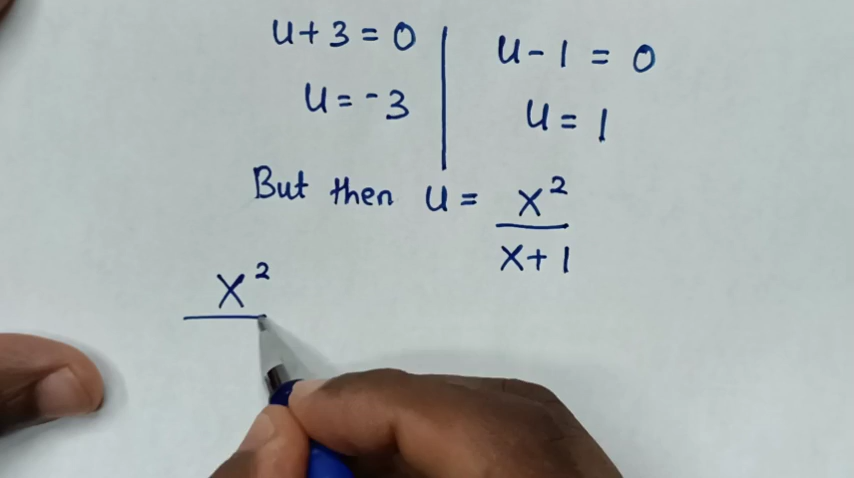 u + 3 = 0 | u - 1 = 0
u = -3 | u = 1
But then u = x² / x + 1
x²